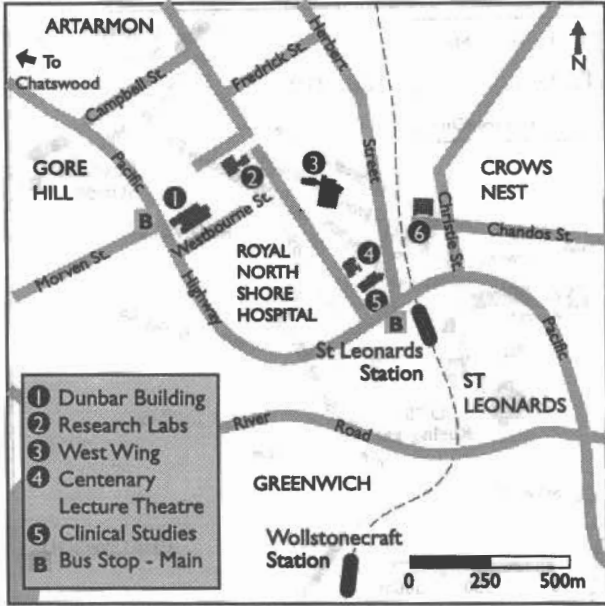 ARTARMON
To
Chatswood
Campbell St.
Fredrick St.
Herbert
Street
N
GORE
HILL
Pacific
Highway
1
2
3
B
Westbourne St.
Morven St.
ROYAL
NORTH
SHORE
HOSPITAL
4
5
B
6
CROWS
NEST
Christie St.
Chandos St.
Pacific
St Leonards
Station
ST
LEONARDS
River Road
GREENWICH
Wollstonecraft
Station
1 Dunbar Building
2 Research Labs
3 West Wing
4 Centenary
Lecture Theatre
5 Clinical Studies
B Bus Stop - Main
0 250 500m